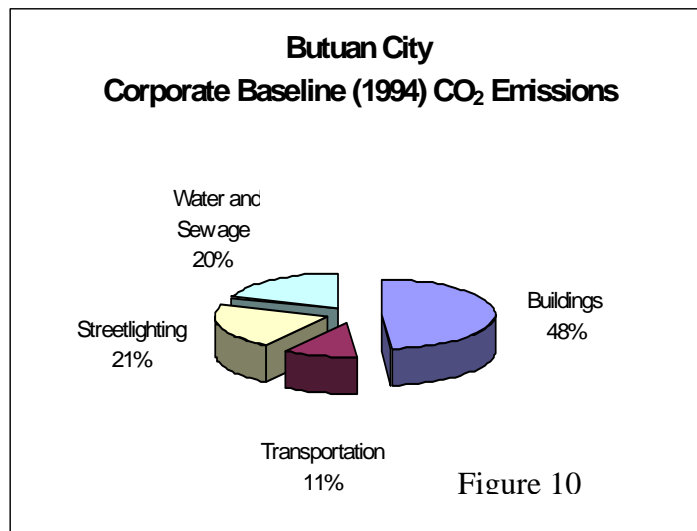 Butuan City
Corporate Baseline (1994) CO₂ Emissions
Water and
Sewage
20%
Buildings
48%
Streetlighting
21%
Transportation
11%
Figure 10